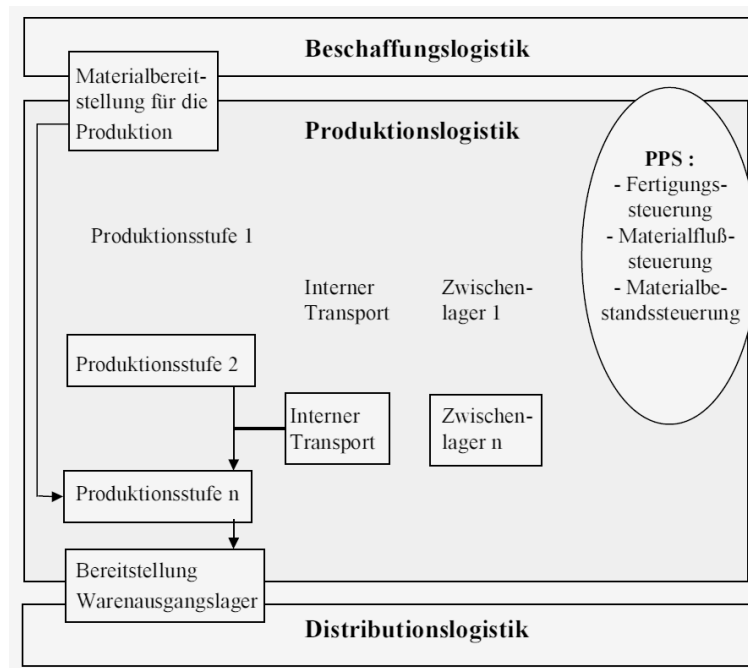 Beschaffungslogistik
Materialbereit-
stellung für die
Produktion
Produktionslogistik
PPS :
- Fertigungs-
steuerung
- Materialfluß-
steuerung
- Materialbe-
standssteuerung
Produktionsstufe 1
Interner
Transport
Zwischen-
lager 1
Produktionsstufe 2
Interner
Transport
Zwischen-
lager n
Produktionsstufe n
Bereitstellung
Warenausgangslager
Distributionslogistik